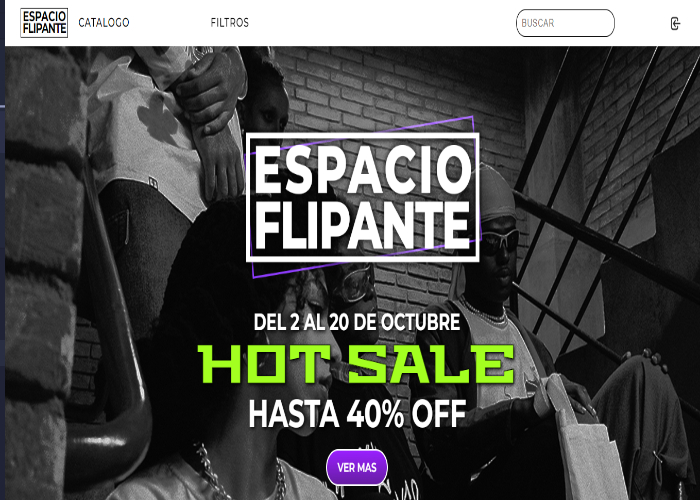 ESPACIO
FLIPANTE
CATALOGO
FILTROS
BUSCAR
ESPACIO
FLIPANTE
DEL 2 AL 20 DE OCTUBRE
HOT SALE
HASTA 40% OFF
VER MAS